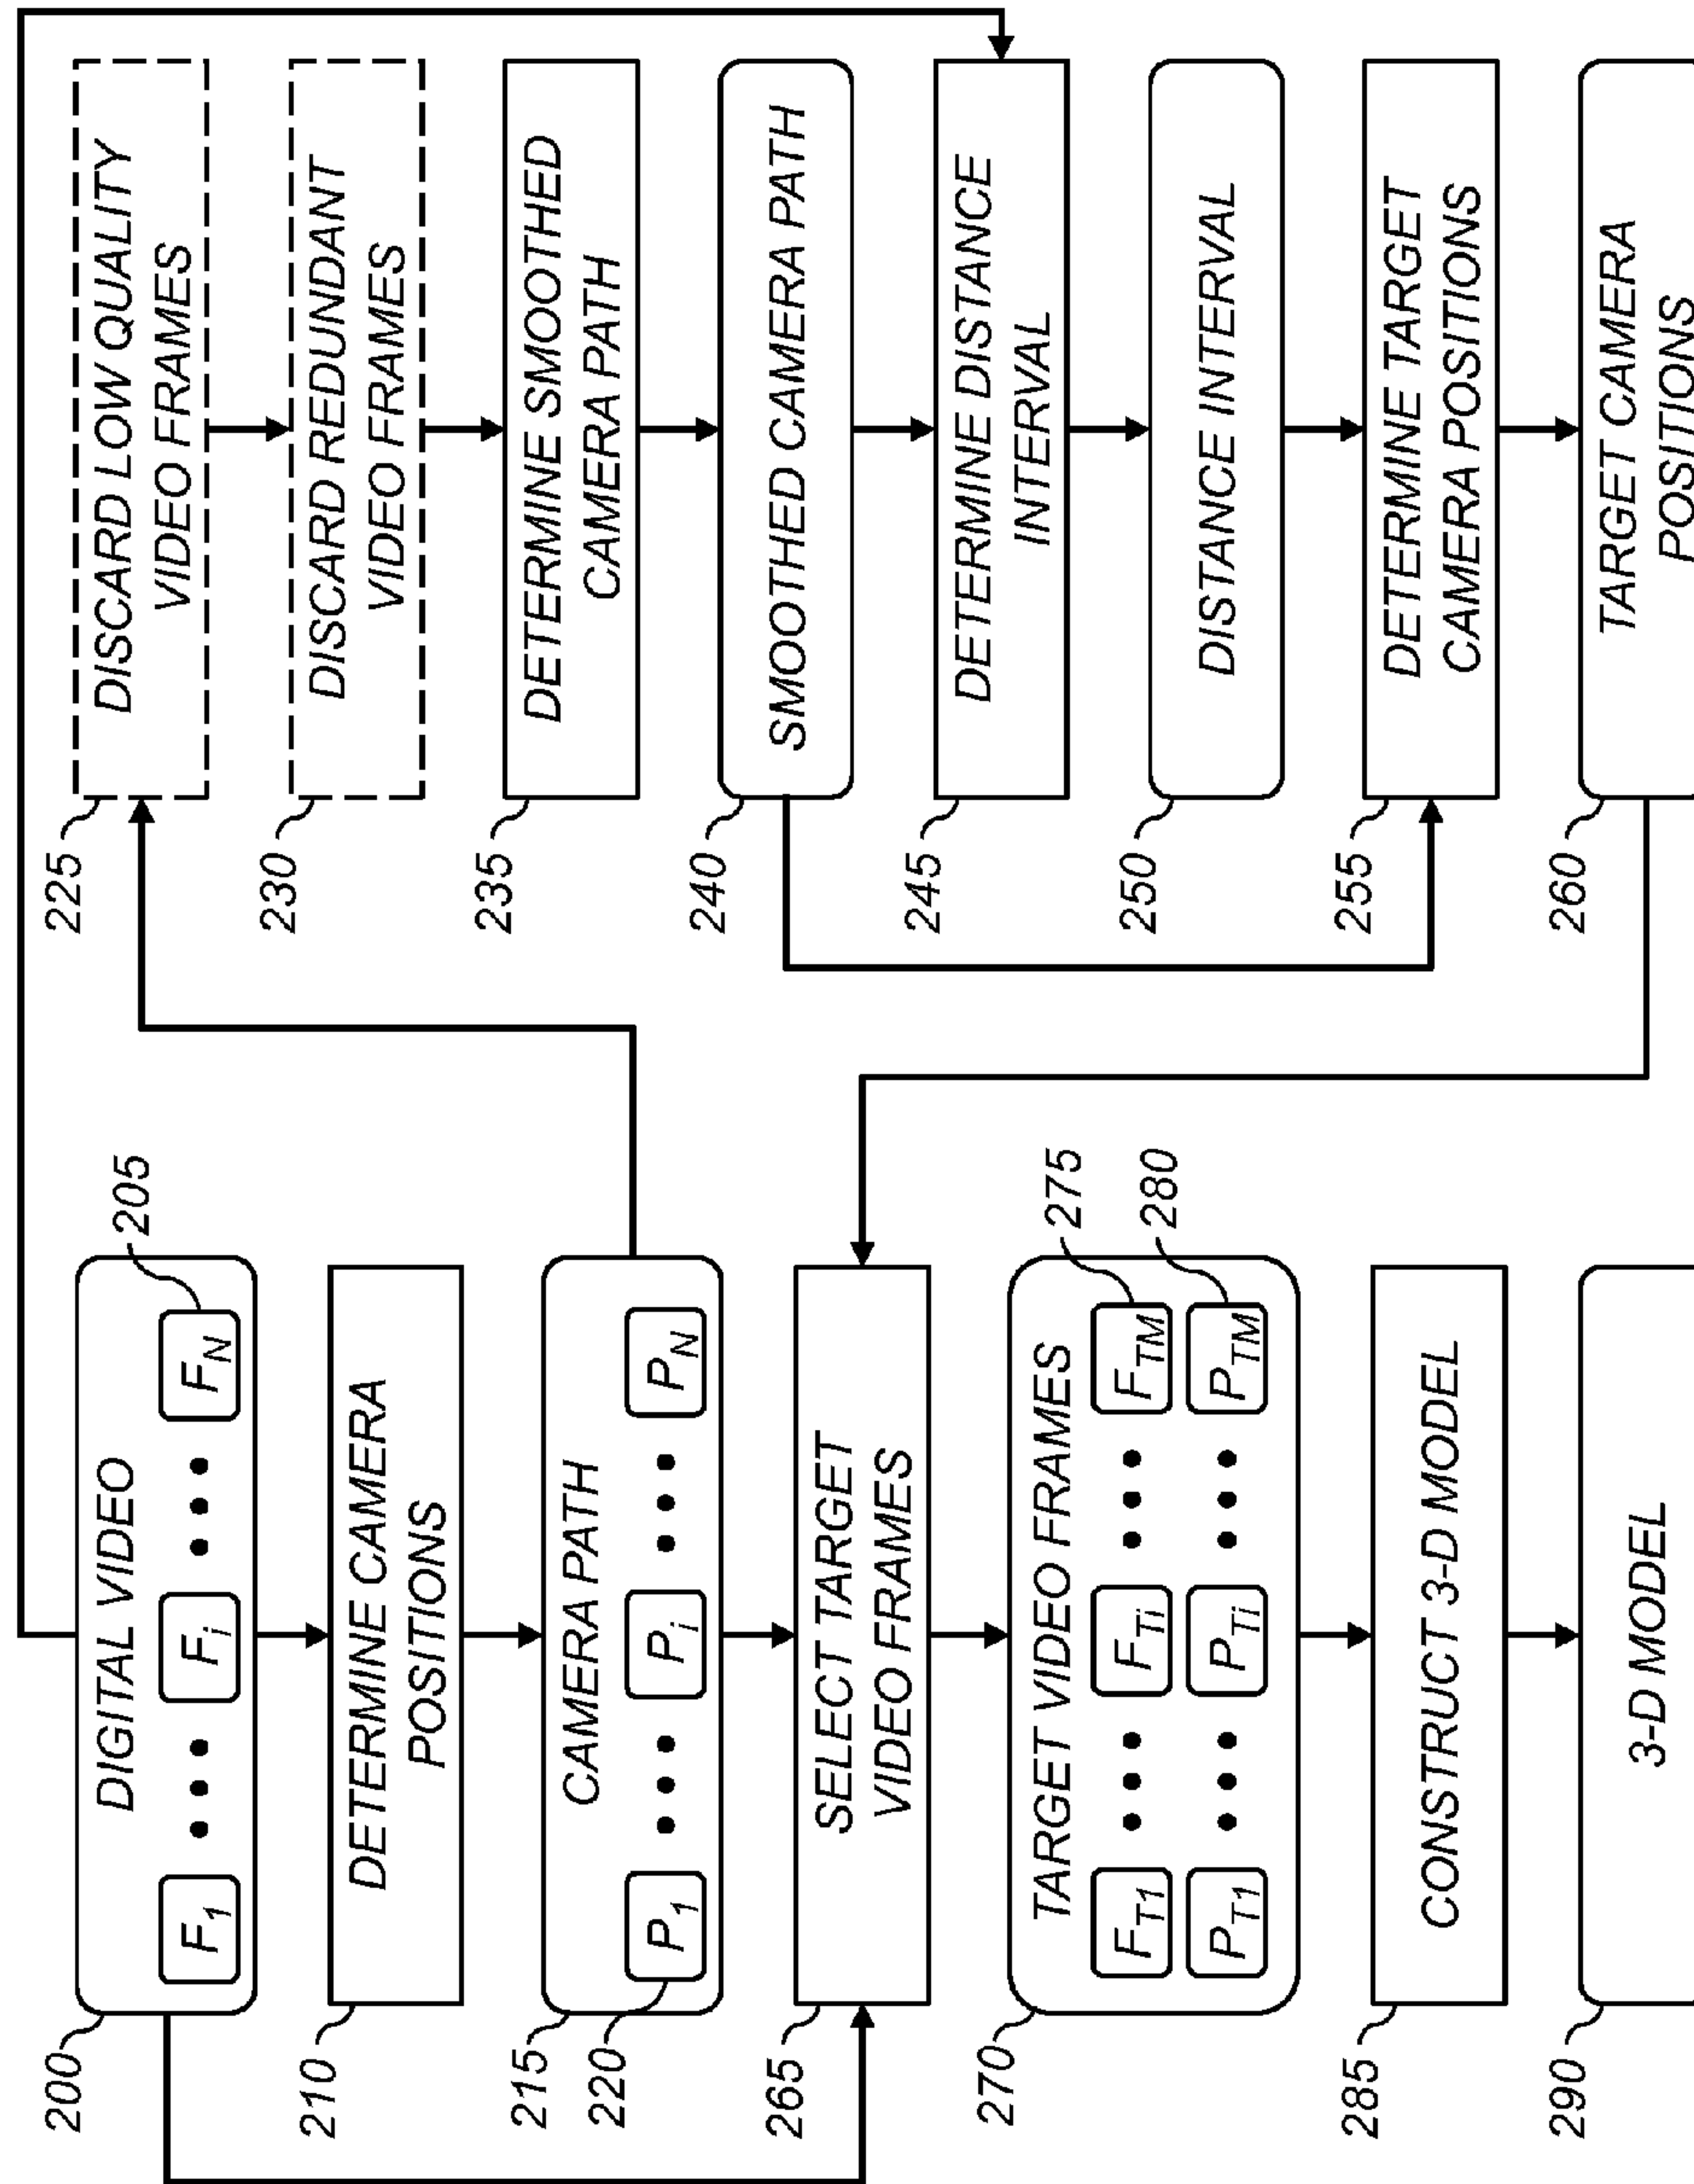 200
DIGITAL VIDEO
F1 ••• Fi ••• FN
205
210
DETERMINE CAMERA
POSITIONS
215
CAMERA PATH
220
P1 ••• Pi ••• PN
265
SELECT TARGET
VIDEO FRAMES
270
TARGET VIDEO FRAMES
FT1 ••• FTi ••• FTM
275
PT1 ••• PTi ••• PTM
280
285
CONSTRUCT 3-D MODEL
290
3-D MODEL
225
DISCARD LOW QUALITY
VIDEO FRAMES
230
DISCARD REDUNDANT
VIDEO FRAMES
235
DETERMINE SMOOTHED
CAMERA PATH
240
SMOOTHED CAMERA PATH
245
DETERMINE DISTANCE
INTERVAL
250
DISTANCE INTERVAL
255
DETERMINE TARGET
CAMERA POSITIONS
260
TARGET CAMERA
POSITIONS